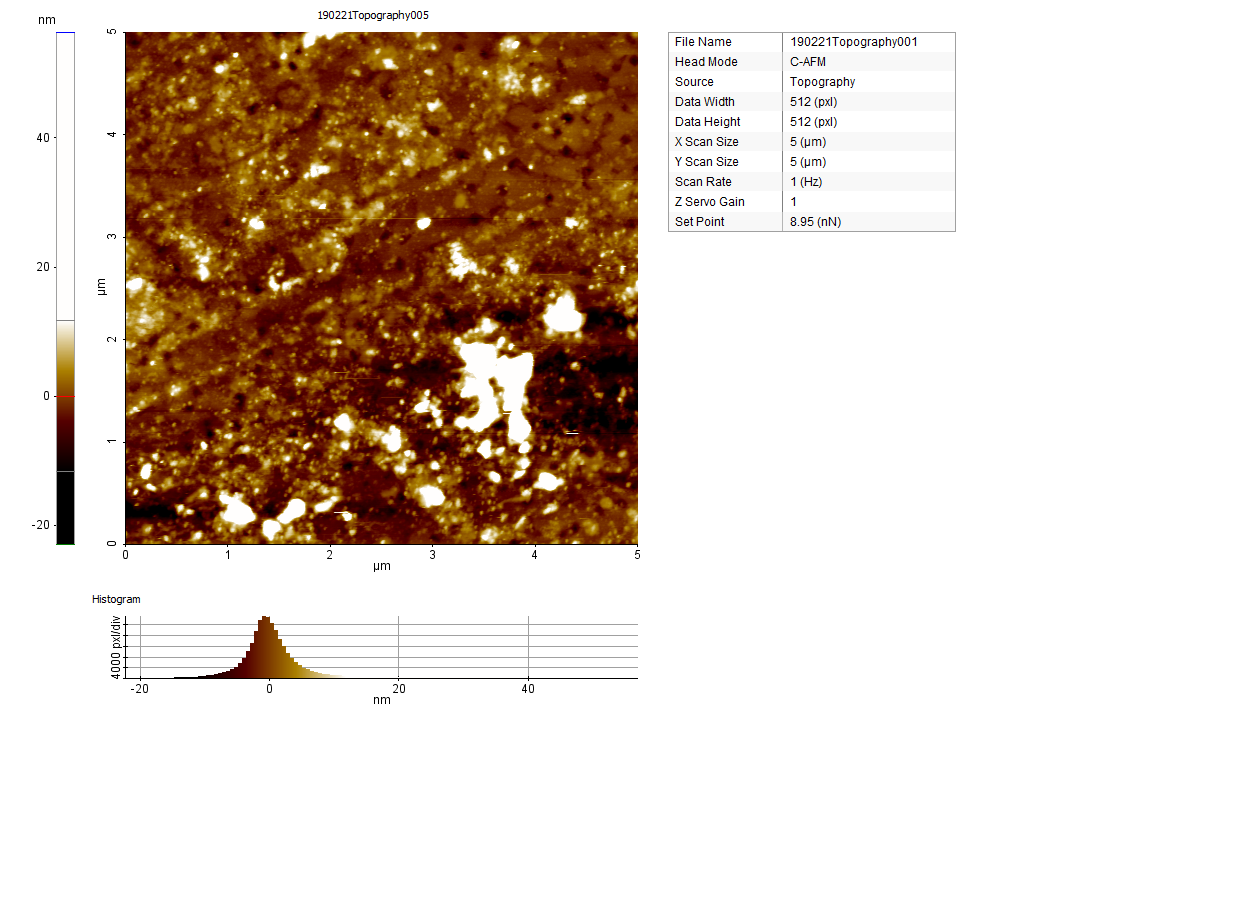 190221Topography005
nm
40
20
0
-20
5
4
3
2
1
0
µm
0 1 2 3 4 5
µm
File Name 190221Topography001
Head Mode C-AFM
Source Topography
Data Width 512 (pxl)
Data Height 512 (pxl)
X Scan Size 5 (µm)
Y Scan Size 5 (µm)
Scan Rate 1 (Hz)
Z Servo Gain 1
Set Point 8.95 (nN)
Histogram
4000 pxl/div
-20 0 20 40
nm